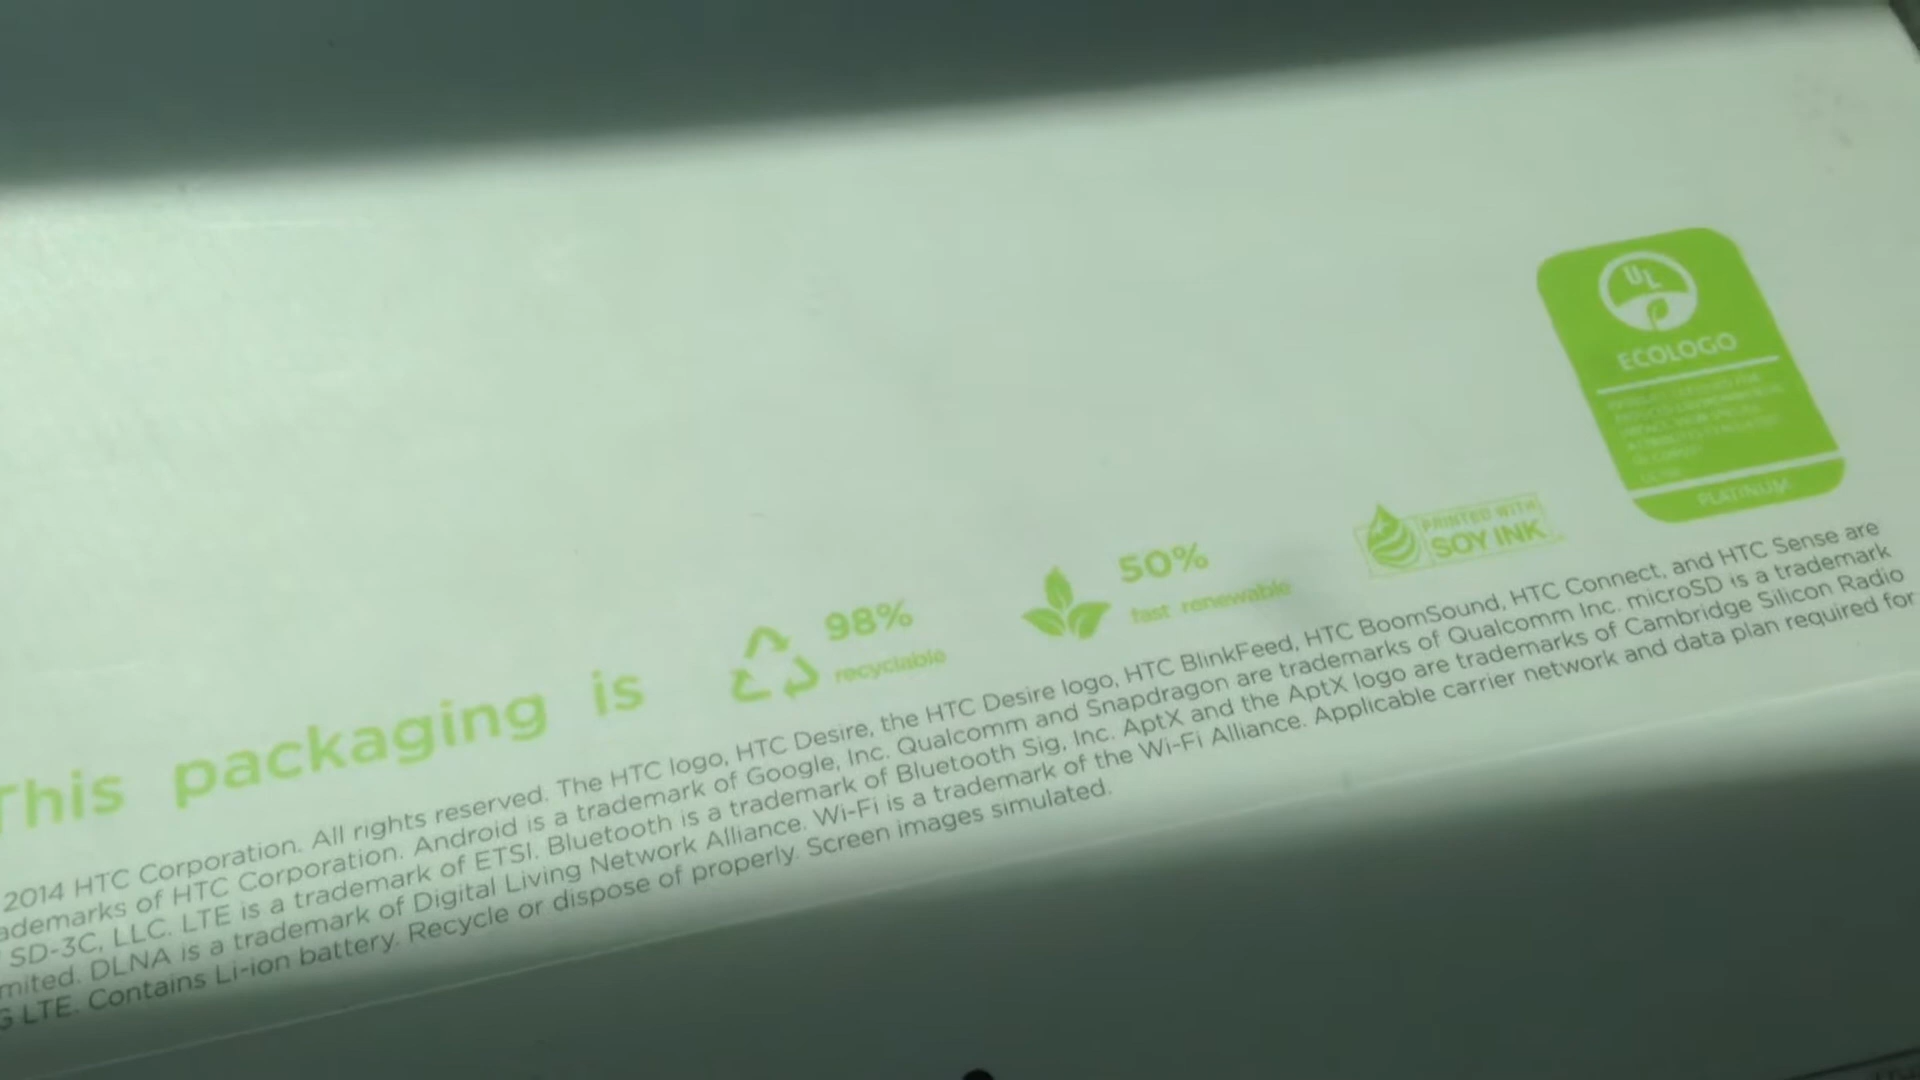 UL
ECOLOGO
PLATINUM
This packaging is
98%
recyclable
50%
fast renewable
PRINTED WITH
SOY INK
2014 HTC Corporation. All rights reserved. The HTC logo, HTC Desire, the HTC Desire logo, HTC BlinkFeed, HTC BoomSound, HTC Connect, and HTC Sense are
ademarks of HTC Corporation. Android is a trademark of Google, Inc. Qualcomm and Snapdragon are trademarks of Qualcomm Inc. microSD is a trademark
SD-3C, LLC. LTE is a trademark of ETSI. Bluetooth is a trademark of Bluetooth Sig, Inc. AptX and the AptX logo are trademarks of Cambridge Silicon Radio
mited. DLNA is a trademark of Digital Living Network Alliance. Wi-Fi is a trademark of the Wi-Fi Alliance. Applicable carrier network and data plan required for
G LTE. Contains Li-ion battery. Recycle or dispose of properly. Screen images simulated.